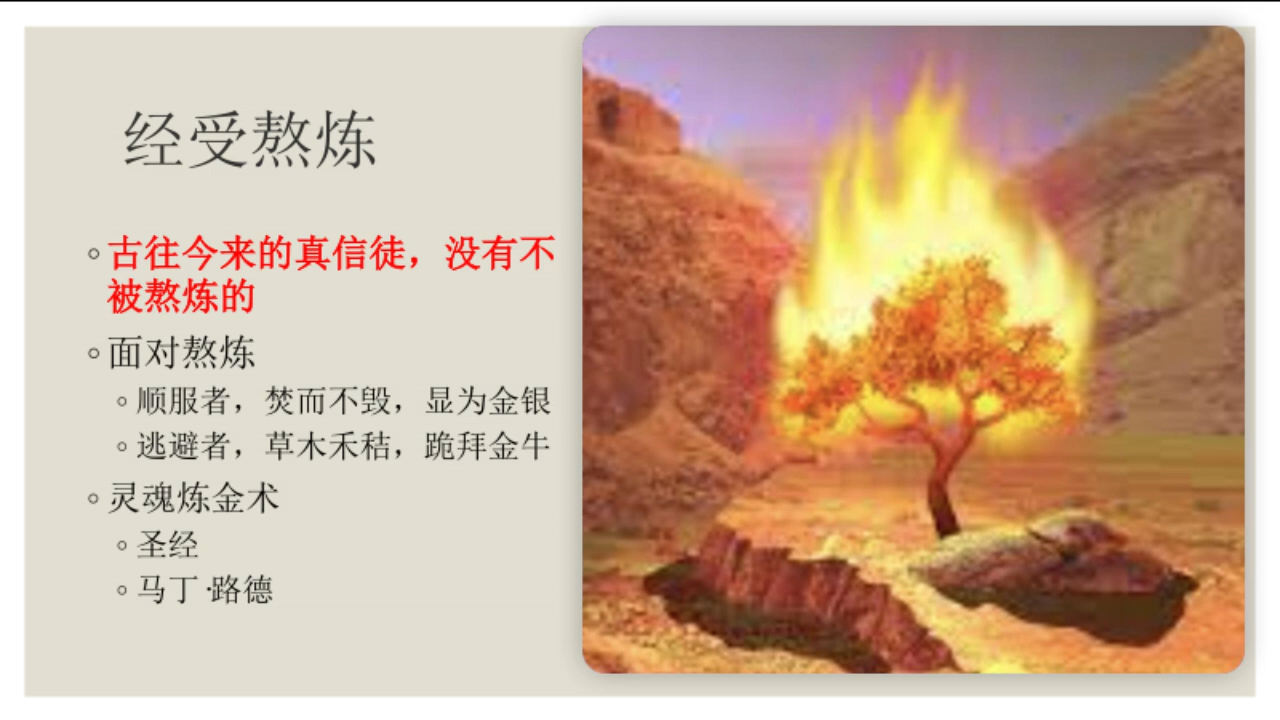 经受熬炼
◦古往今来的真信徒，没有不
被熬炼的
◦面对熬炼
◦顺服者，焚而不毁，显为金银
◦逃避者，草木禾秸，跪拜金牛
◦灵魂炼金术
◦圣经
◦马丁·路德